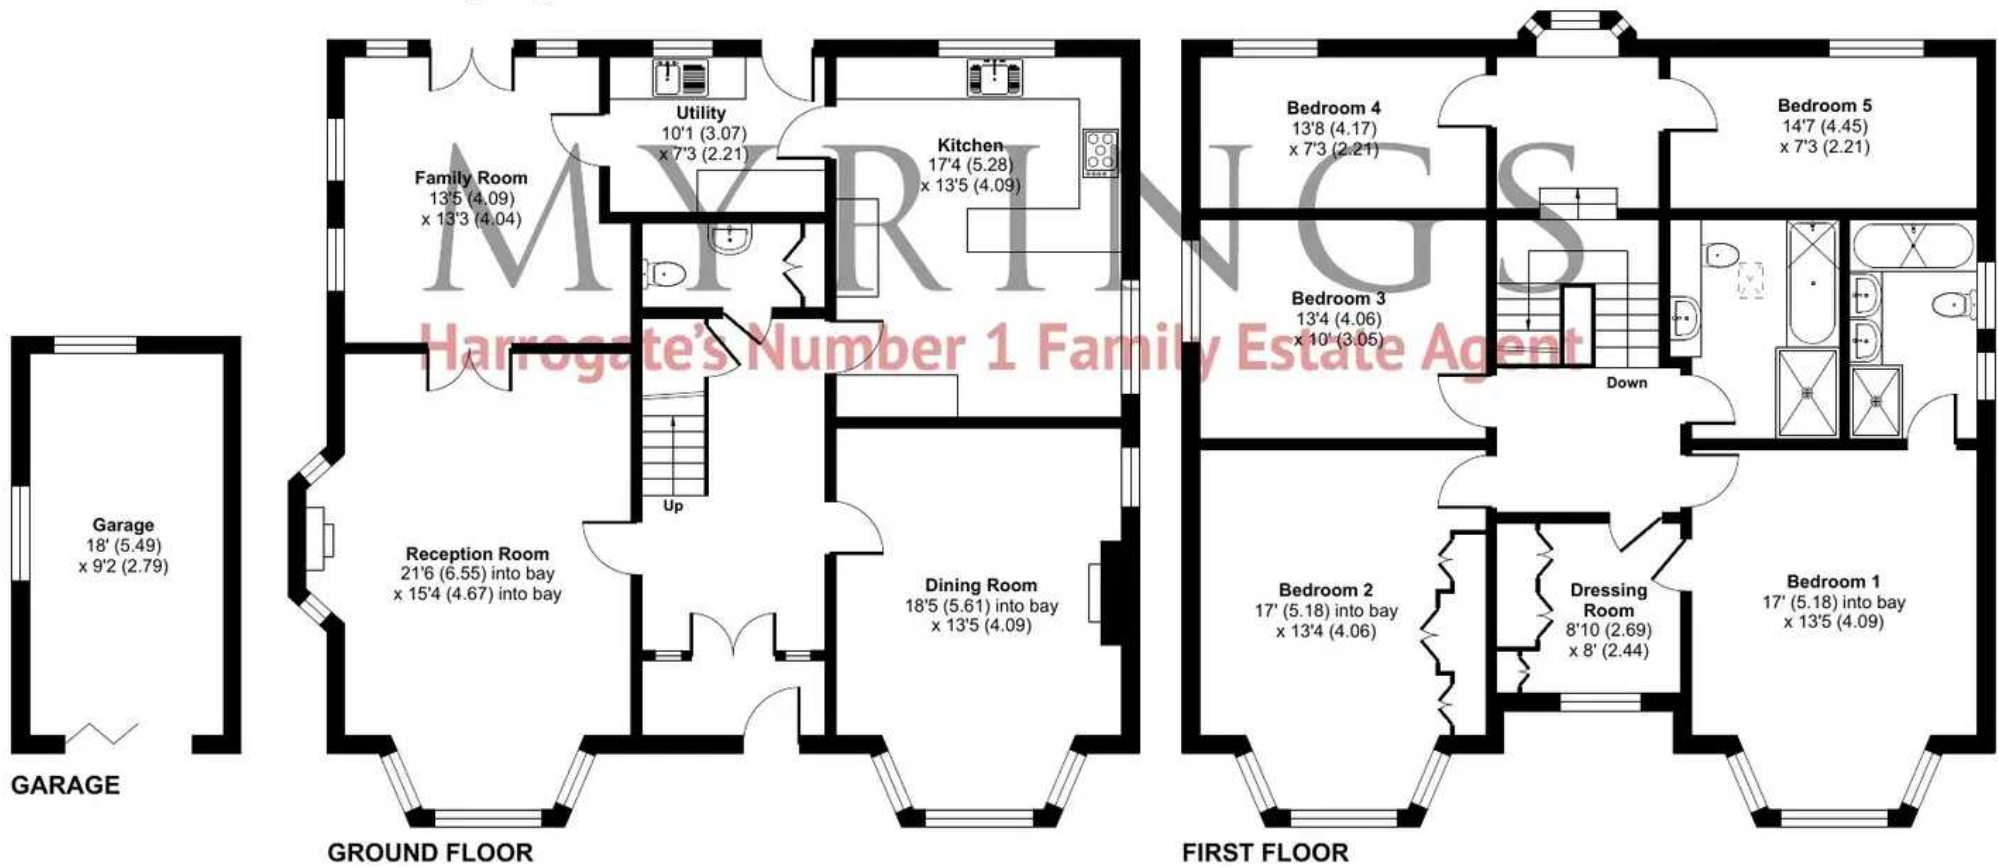 Family Room
13'5 (4.09)
x 13'3 (4.04)
Utility
10'1 (3.07)
x 7'3 (2.21)
Kitchen
17'4 (5.28)
x 13'5 (4.09)
Bedroom 4
13'8 (4.17)
x 7'3 (2.21)
Bedroom 5
14'7 (4.45)
x 7'3 (2.21)
MYRINGS
Harrogate's Number 1 Family Estate Agent
Bedroom 3
13'4 (4.06)
x 10' (3.05)
Down
Up
Garage
18' (5.49)
x 9'2 (2.79)
Reception Room
21'6 (6.55) into bay
x 15'4 (4.67) into bay
Dining Room
18'5 (5.61) into bay
x 13'5 (4.09)
Bedroom 2
17' (5.18) into bay
x 13'4 (4.06)
Dressing
Room
8'10 (2.69)
x 8' (2.44)
Bedroom 1
17' (5.18) into bay
x 13'5 (4.09)
GARAGE
GROUND FLOOR
FIRST FLOOR